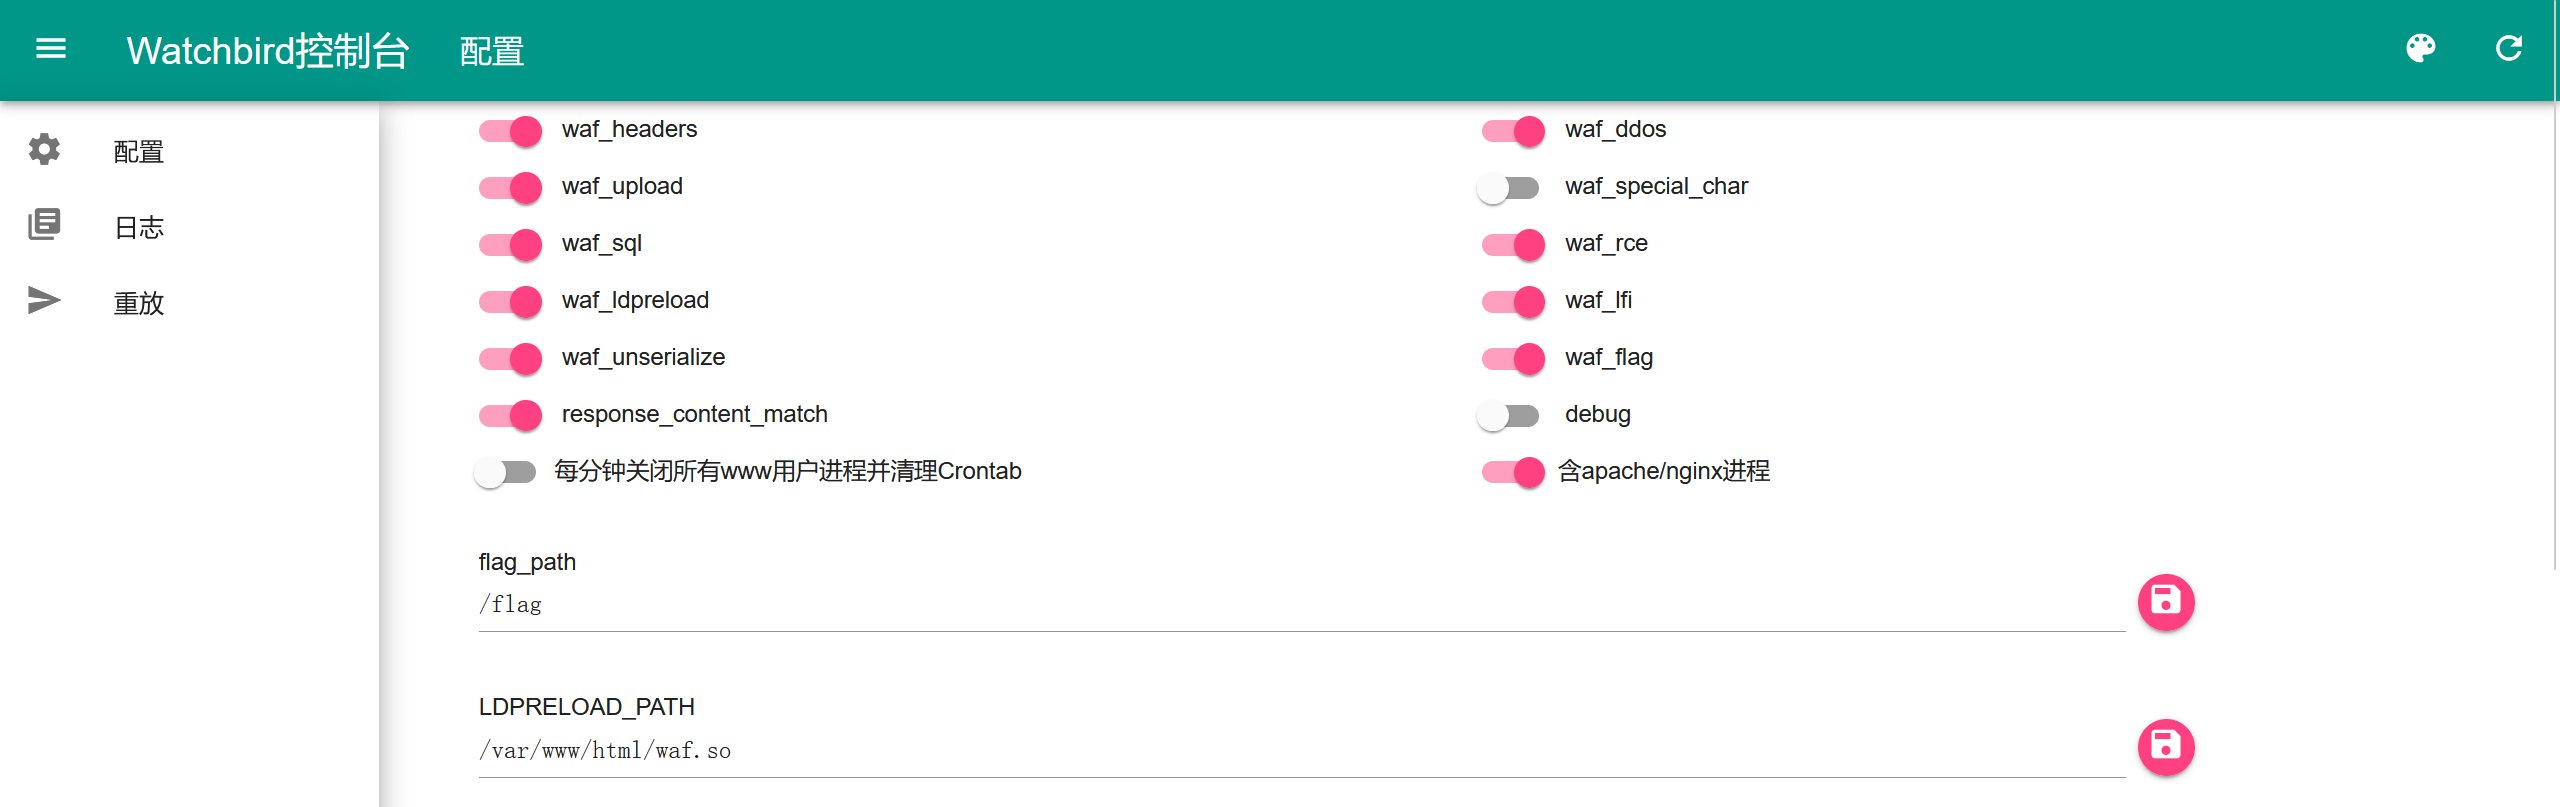 Watchbird控制台 配置
配置
日志
重放
waf_headers waf_ddos
waf_upload waf_special_char
waf_sql waf_rce
waf_ldpreload waf_lfi
waf_unserialize waf_flag
response_content_match debug
每分钟关闭所有www用户进程并清理Crontab 含apache/nginx进程
flag_path
/flag
LDPRELOAD_PATH
/var/www/html/waf.so